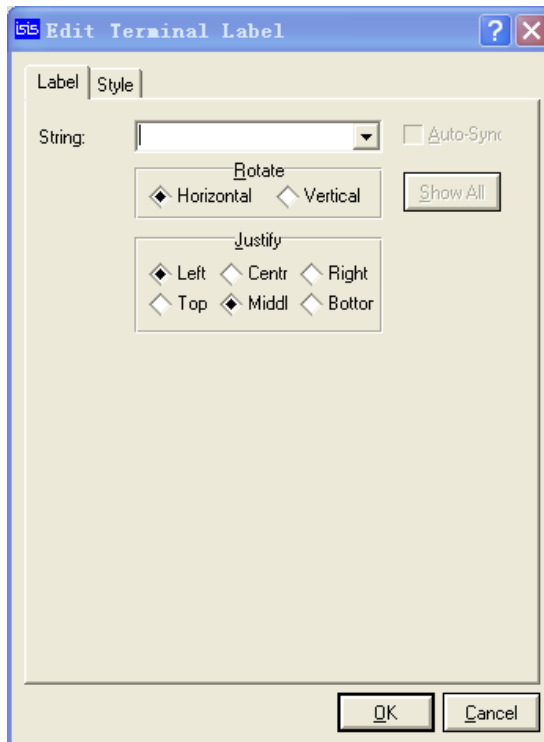 isis Edit Terminal Label ?
Label Style
String: Auto-Sync
Rotate
Horizontal Vertical Show All
Justify
Left Centr Right
Top Middl Bottor
OK Cancel